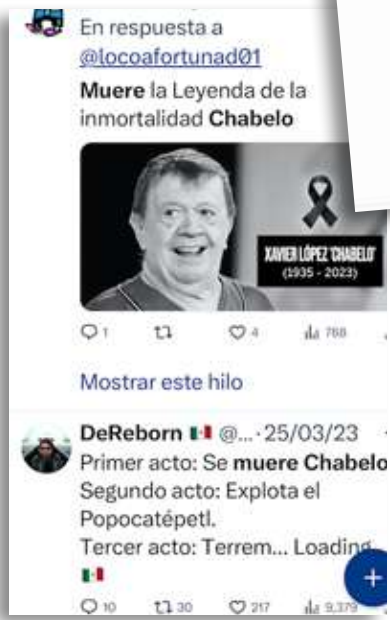 En respuesta a
@locoafortunad01
Muere la Leyenda de la
inmortalidad Chabelo
XAVIER LÓPEZ 'CHABELO'
(1935 - 2023)
1 4 768
Mostrar este hilo
DeReborn 🇲🇽 @... · 25/03/23
Primer acto: Se muere Chabelo
Segundo acto: Explota el
Popocatépetl.
Tercer acto: Terrem... Loading
🇲🇽
10 30 217 9,379